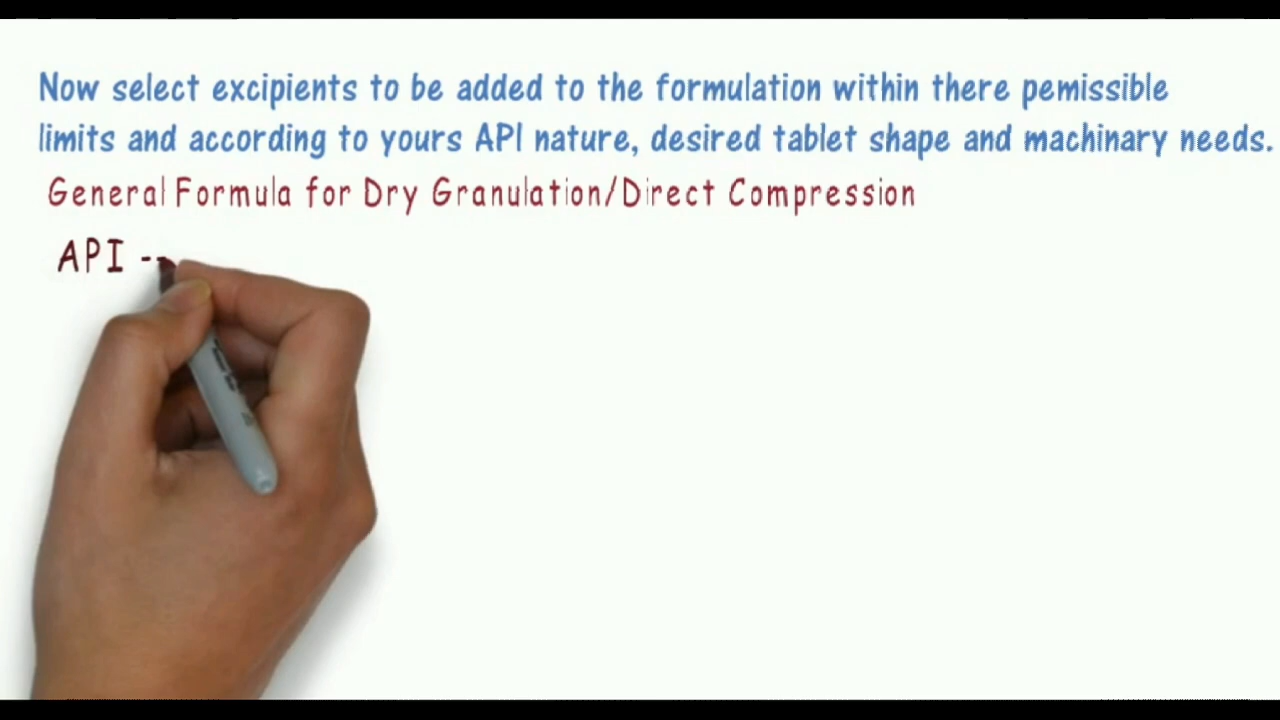 Now select excipients to be added to the formulation within there pemissible
limits and according to yours API nature, desired tablet shape and machinary needs.
General Formula for Dry Granulation/Direct Compression
API --